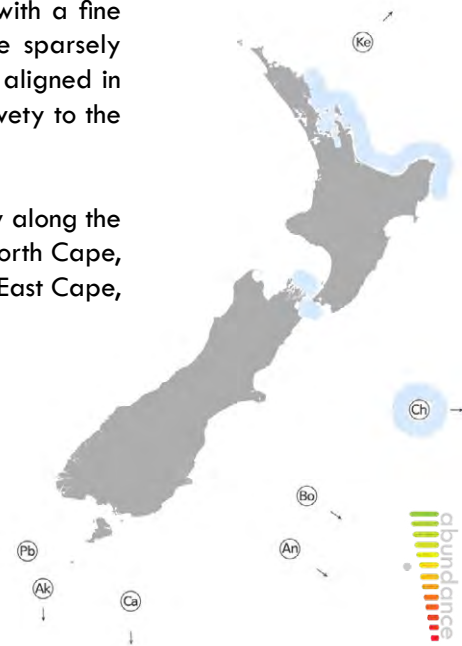 with a fine
e sparsely
aligned in
vety to the
along the
orth Cape,
East Cape,
Ke
Ch
Bo
An
Pb
Ak
Ca
abundance